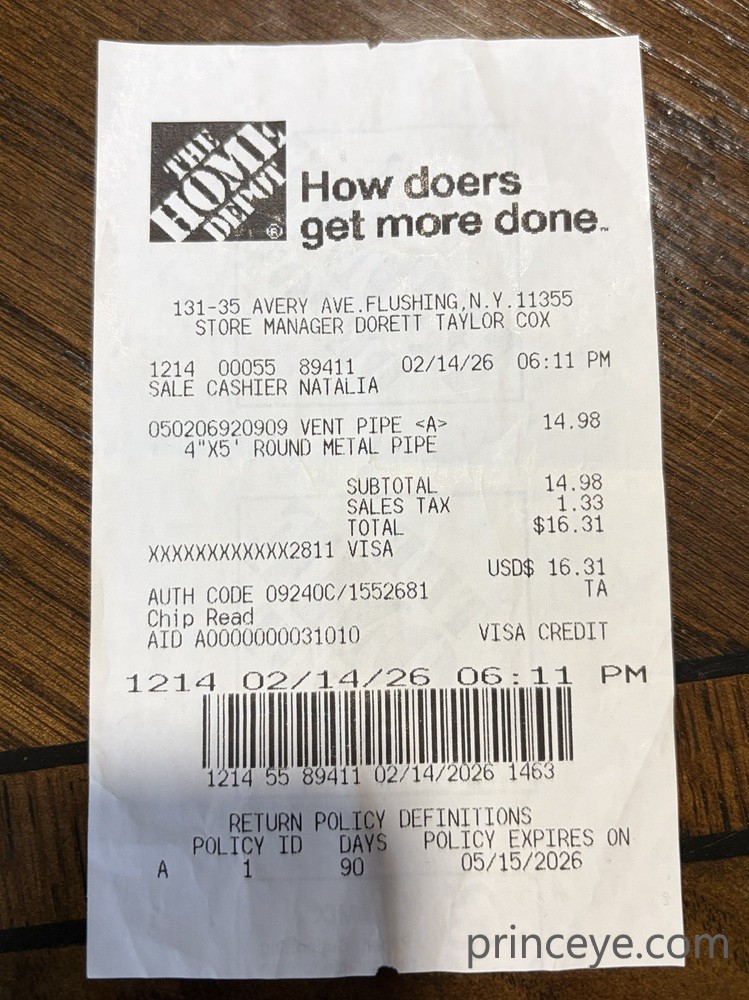 THE
HOME
DEPOT
®
How doers
get more done™
131-35 AVERY AVE.FLUSHING,N.Y.11355
STORE MANAGER DORETT TAYLOR COX
1214 00055 89411 02/14/26 06:11 PM
SALE CASHIER NATALIA
050206920909 VENT PIPE <A> 14.98
4"X5' ROUND METAL PIPE
SUBTOTAL 14.98
SALES TAX 1.33
TOTAL $16.31
XXXXXXXXXXXX2811 VISA
USD$ 16.31
AUTH CODE 09240C/1552681 TA
Chip Read
AID A0000000031010 VISA CREDIT
1214 02/14/26 06:11 PM
1214 55 89411 02/14/2026 1463
RETURN POLICY DEFINITIONS
POLICY ID DAYS POLICY EXPIRES ON
A 1 90 05/15/2026
princeye.com